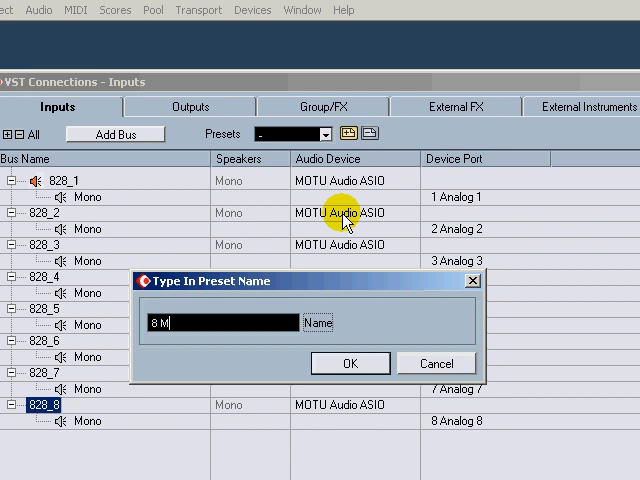 ect Audio MIDI Scores Pool Transport Devices Window Help
VST Connections - Inputs
Inputs Outputs Group/FX External FX External Instruments
All Add Bus Presets -
Bus Name Speakers Audio Device Device Port
828_1 Mono MOTU Audio ASIO
Mono 1 Analog 1
828_2 Mono MOTU Audio ASIO
Mono 2 Analog 2
828_3 Mono MOTU Audio ASIO
Mono 3 Analog 3
828_4
Mono
828_5
Mono
828_6
Mono
828_7
Mono 7 Analog 7
828_8 Mono MOTU Audio ASIO
Mono 8 Analog 8
Type In Preset Name
8 M Name
OK Cancel